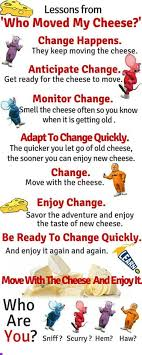 Lessons from
'Who Moved My Cheese?'
Change Happens.
They keep moving the cheese.
Anticipate Change.
Get ready for the cheese to move.
Monitor Change.
Smell the cheese often so you know
when it is getting old .
Adapt To Change Quickly.
The quicker you let go of old cheese,
the sooner you can enjoy new cheese.
Change.
Move with the cheese.
Enjoy Change.
Savor the adventure and enjoy
the taste of new cheese.
Be Ready To Change Quickly.
And enjoy it again and again.
Move With The Cheese And Enjoy It.
Who
Are
You?
Sniff ? Scurry ? Hem? Haw?